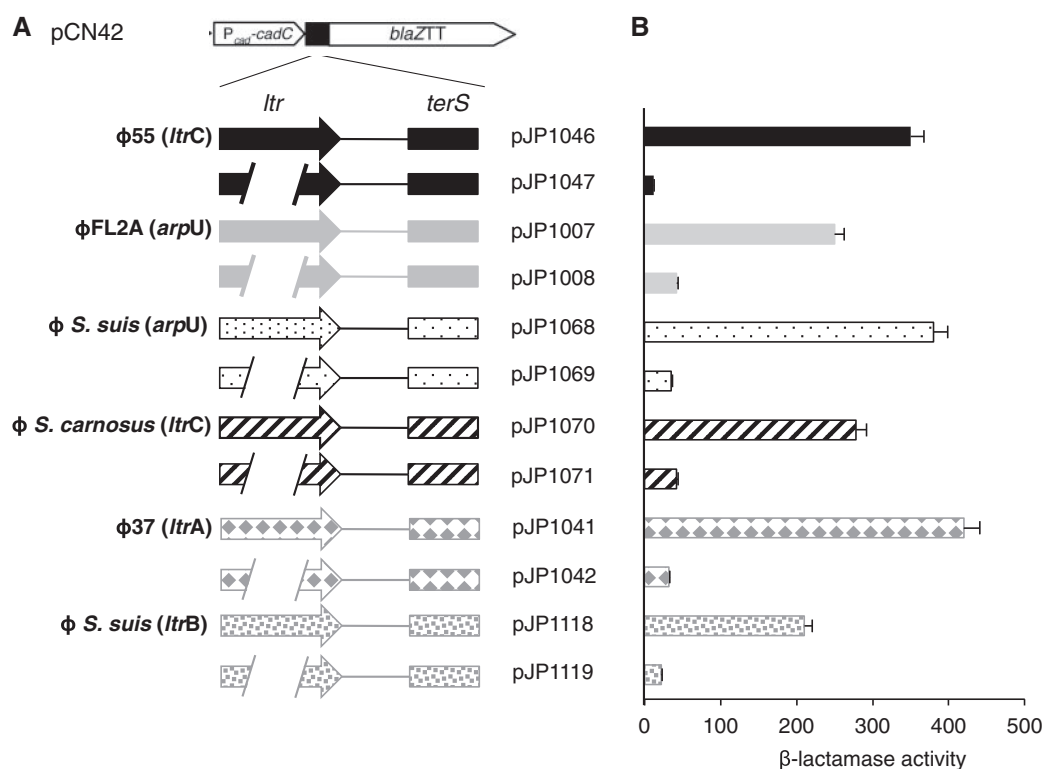 A pCN42
Pcad-cadC
blaZTT
B
ltr
terS
ϕ55 (ltrC)
pJP1046
pJP1047
ϕFL2A (arpU)
pJP1007
pJP1008
ϕ S. suis (arpU)
pJP1068
pJP1069
ϕ S. carnosus (ltrC)
pJP1070
pJP1071
ϕ37 (ltrA)
pJP1041
pJP1042
ϕ S. suis (ltrB)
pJP1118
pJP1119
0 100 200 300 400 500
β-lactamase activity